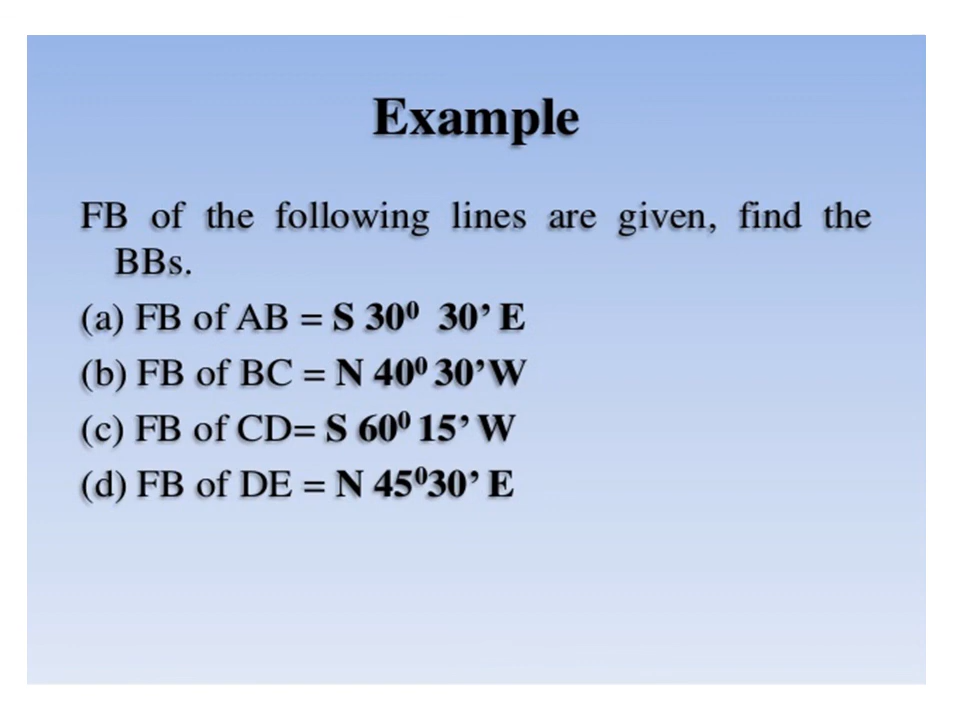 Example
FB of the following lines are given, find the
BBs.
(a) FB of AB = S 30⁰ 30’ E
(b) FB of BC = N 40⁰ 30’W
(c) FB of CD= S 60⁰ 15’ W
(d) FB of DE = N 45⁰30’ E